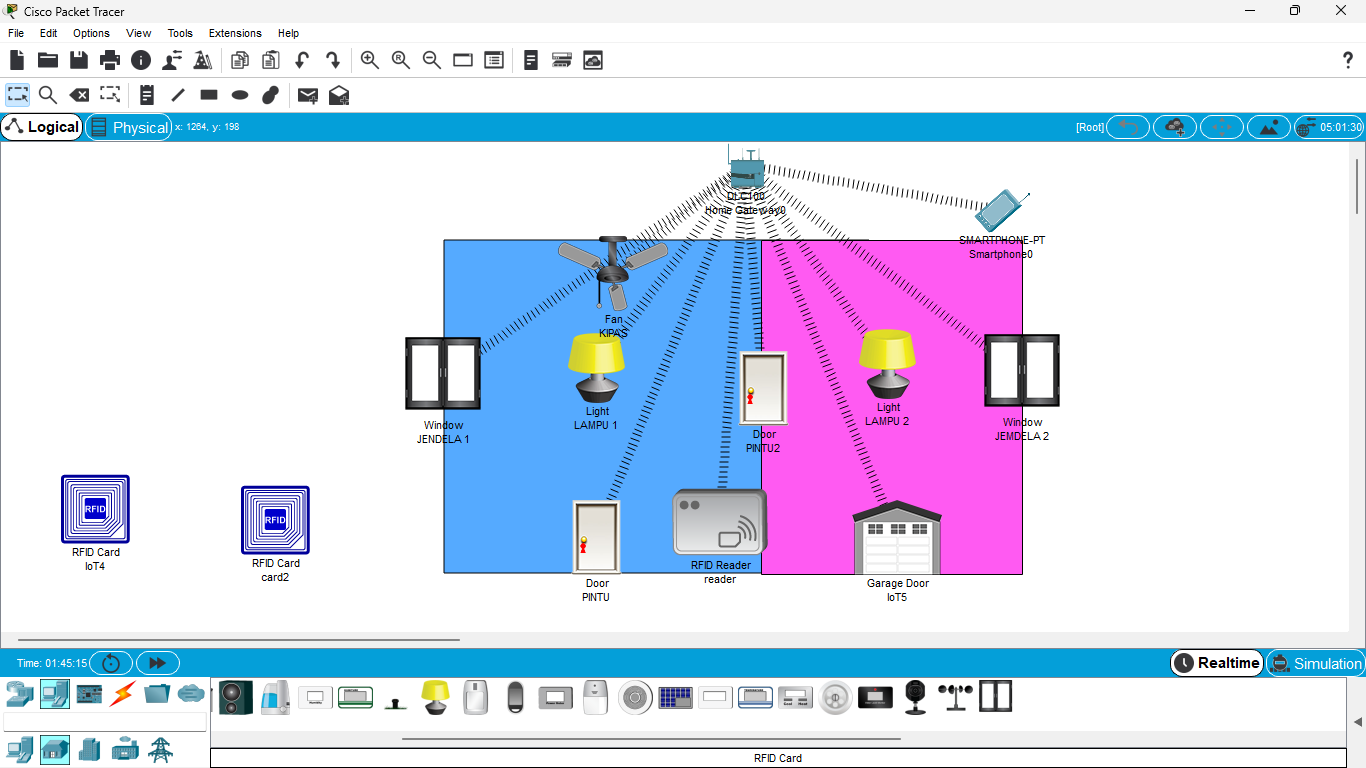 Cisco Packet Tracer
File Edit Options View Tools Extensions Help
Logical
Physical
x: 1264, y: 198
[Root]
05:01:30
DLC100
Home Gateway0
SMARTPHONE-PT
Smartphone0
Fan
KIPAS
Light
LAMPU 1
Light
LAMPU 2
Window
JENDELA 1
Window
JEMDELA 2
Door
PINTU2
RFID
RFID Card
IoT4
RFID
RFID Card
card2
RFID Reader
reader
Door
PINTU
Garage Door
IoT5
Time: 01:45:15
Realtime
Simulation
RFID Card